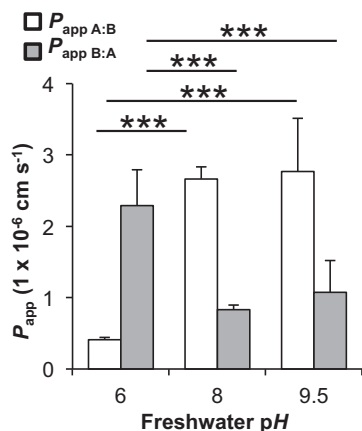 P app A:B
P app B:A
***
***
***
***
4
3
2
1
0
P app (1 x 10⁻⁶ cm s⁻¹)
6 8 9.5
Freshwater pH